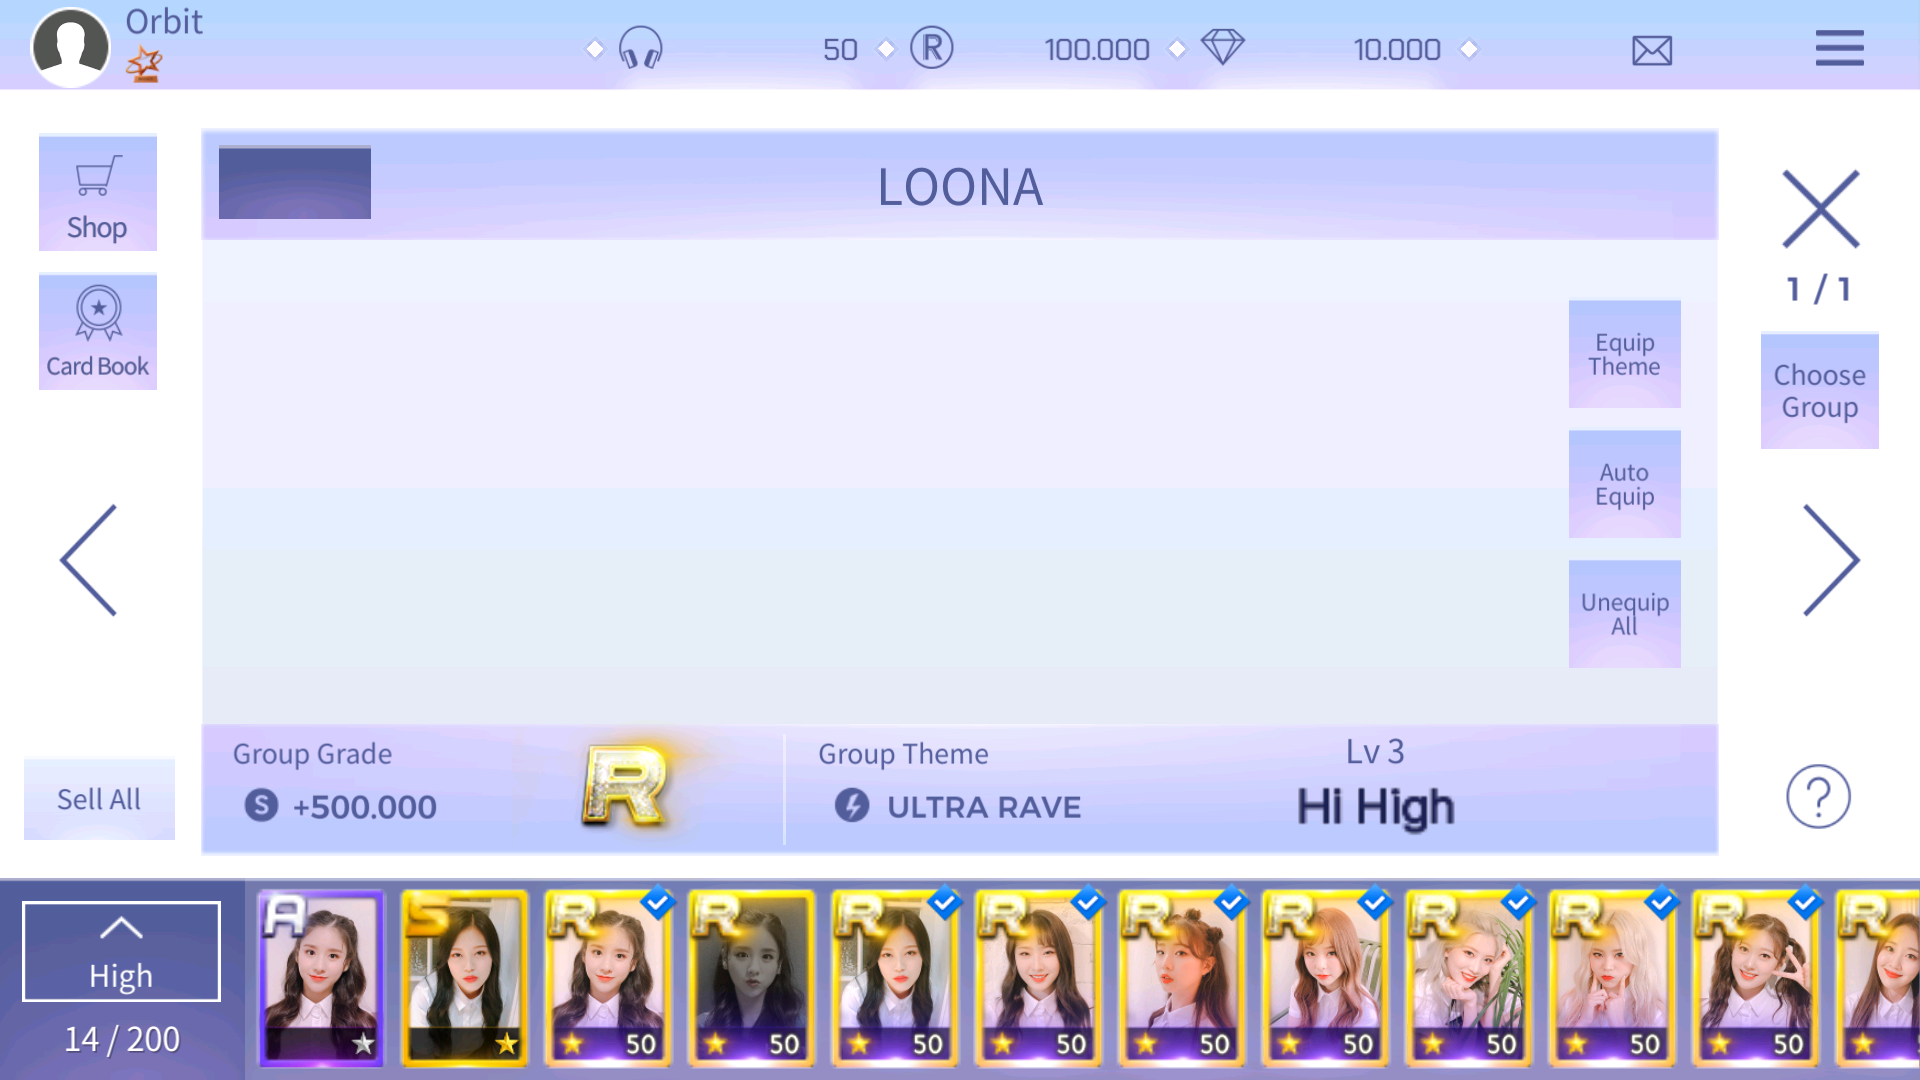 Orbit
50
R
100.000
10.000
Shop
LOONA
1 / 1
Card Book
Equip
Theme
Choose
Group
Auto
Equip
Unequip
All
Group Grade
S +500.000
R
Group Theme
ULTRA RAVE
Lv 3
Hi High
Sell All
?
High
14 / 200
A
S
R 50
R 50
R 50
R 50
R 50
R 50
R 50
R 50
R 50
R